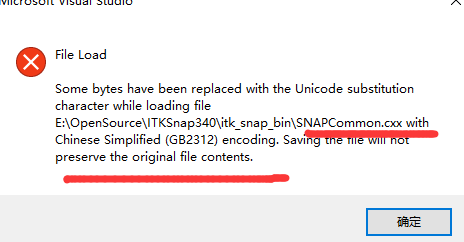 Microsoft Visual Studio
File Load
Some bytes have been replaced with the Unicode substitution
character while loading file
E:\OpenSource\ITKSnap340\itk_snap_bin\SNAPCommon.cxx with
Chinese Simplified (GB2312) encoding. Saving the file will not
preserve the original file contents.
确定